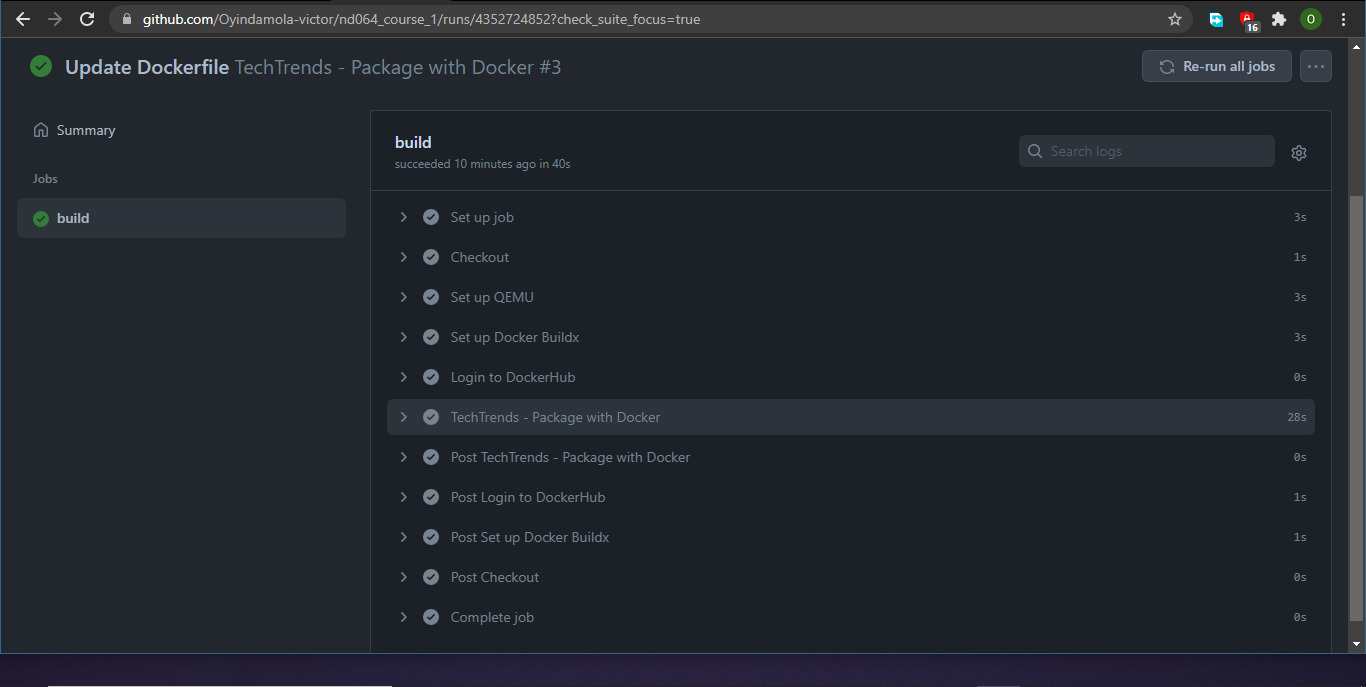 github.com/Oyindamola-victor/nd064_course_1/runs/4352724852?check_suite_focus=true
16
O
Update Dockerfile TechTrends - Package with Docker #3
Re-run all jobs
Summary
Jobs
build
build
succeeded 10 minutes ago in 40s
Search logs
Set up job 3s
Checkout 1s
Set up QEMU 3s
Set up Docker Buildx 3s
Login to DockerHub 0s
TechTrends - Package with Docker 28s
Post TechTrends - Package with Docker 0s
Post Login to DockerHub 1s
Post Set up Docker Buildx 1s
Post Checkout 0s
Complete job 0s